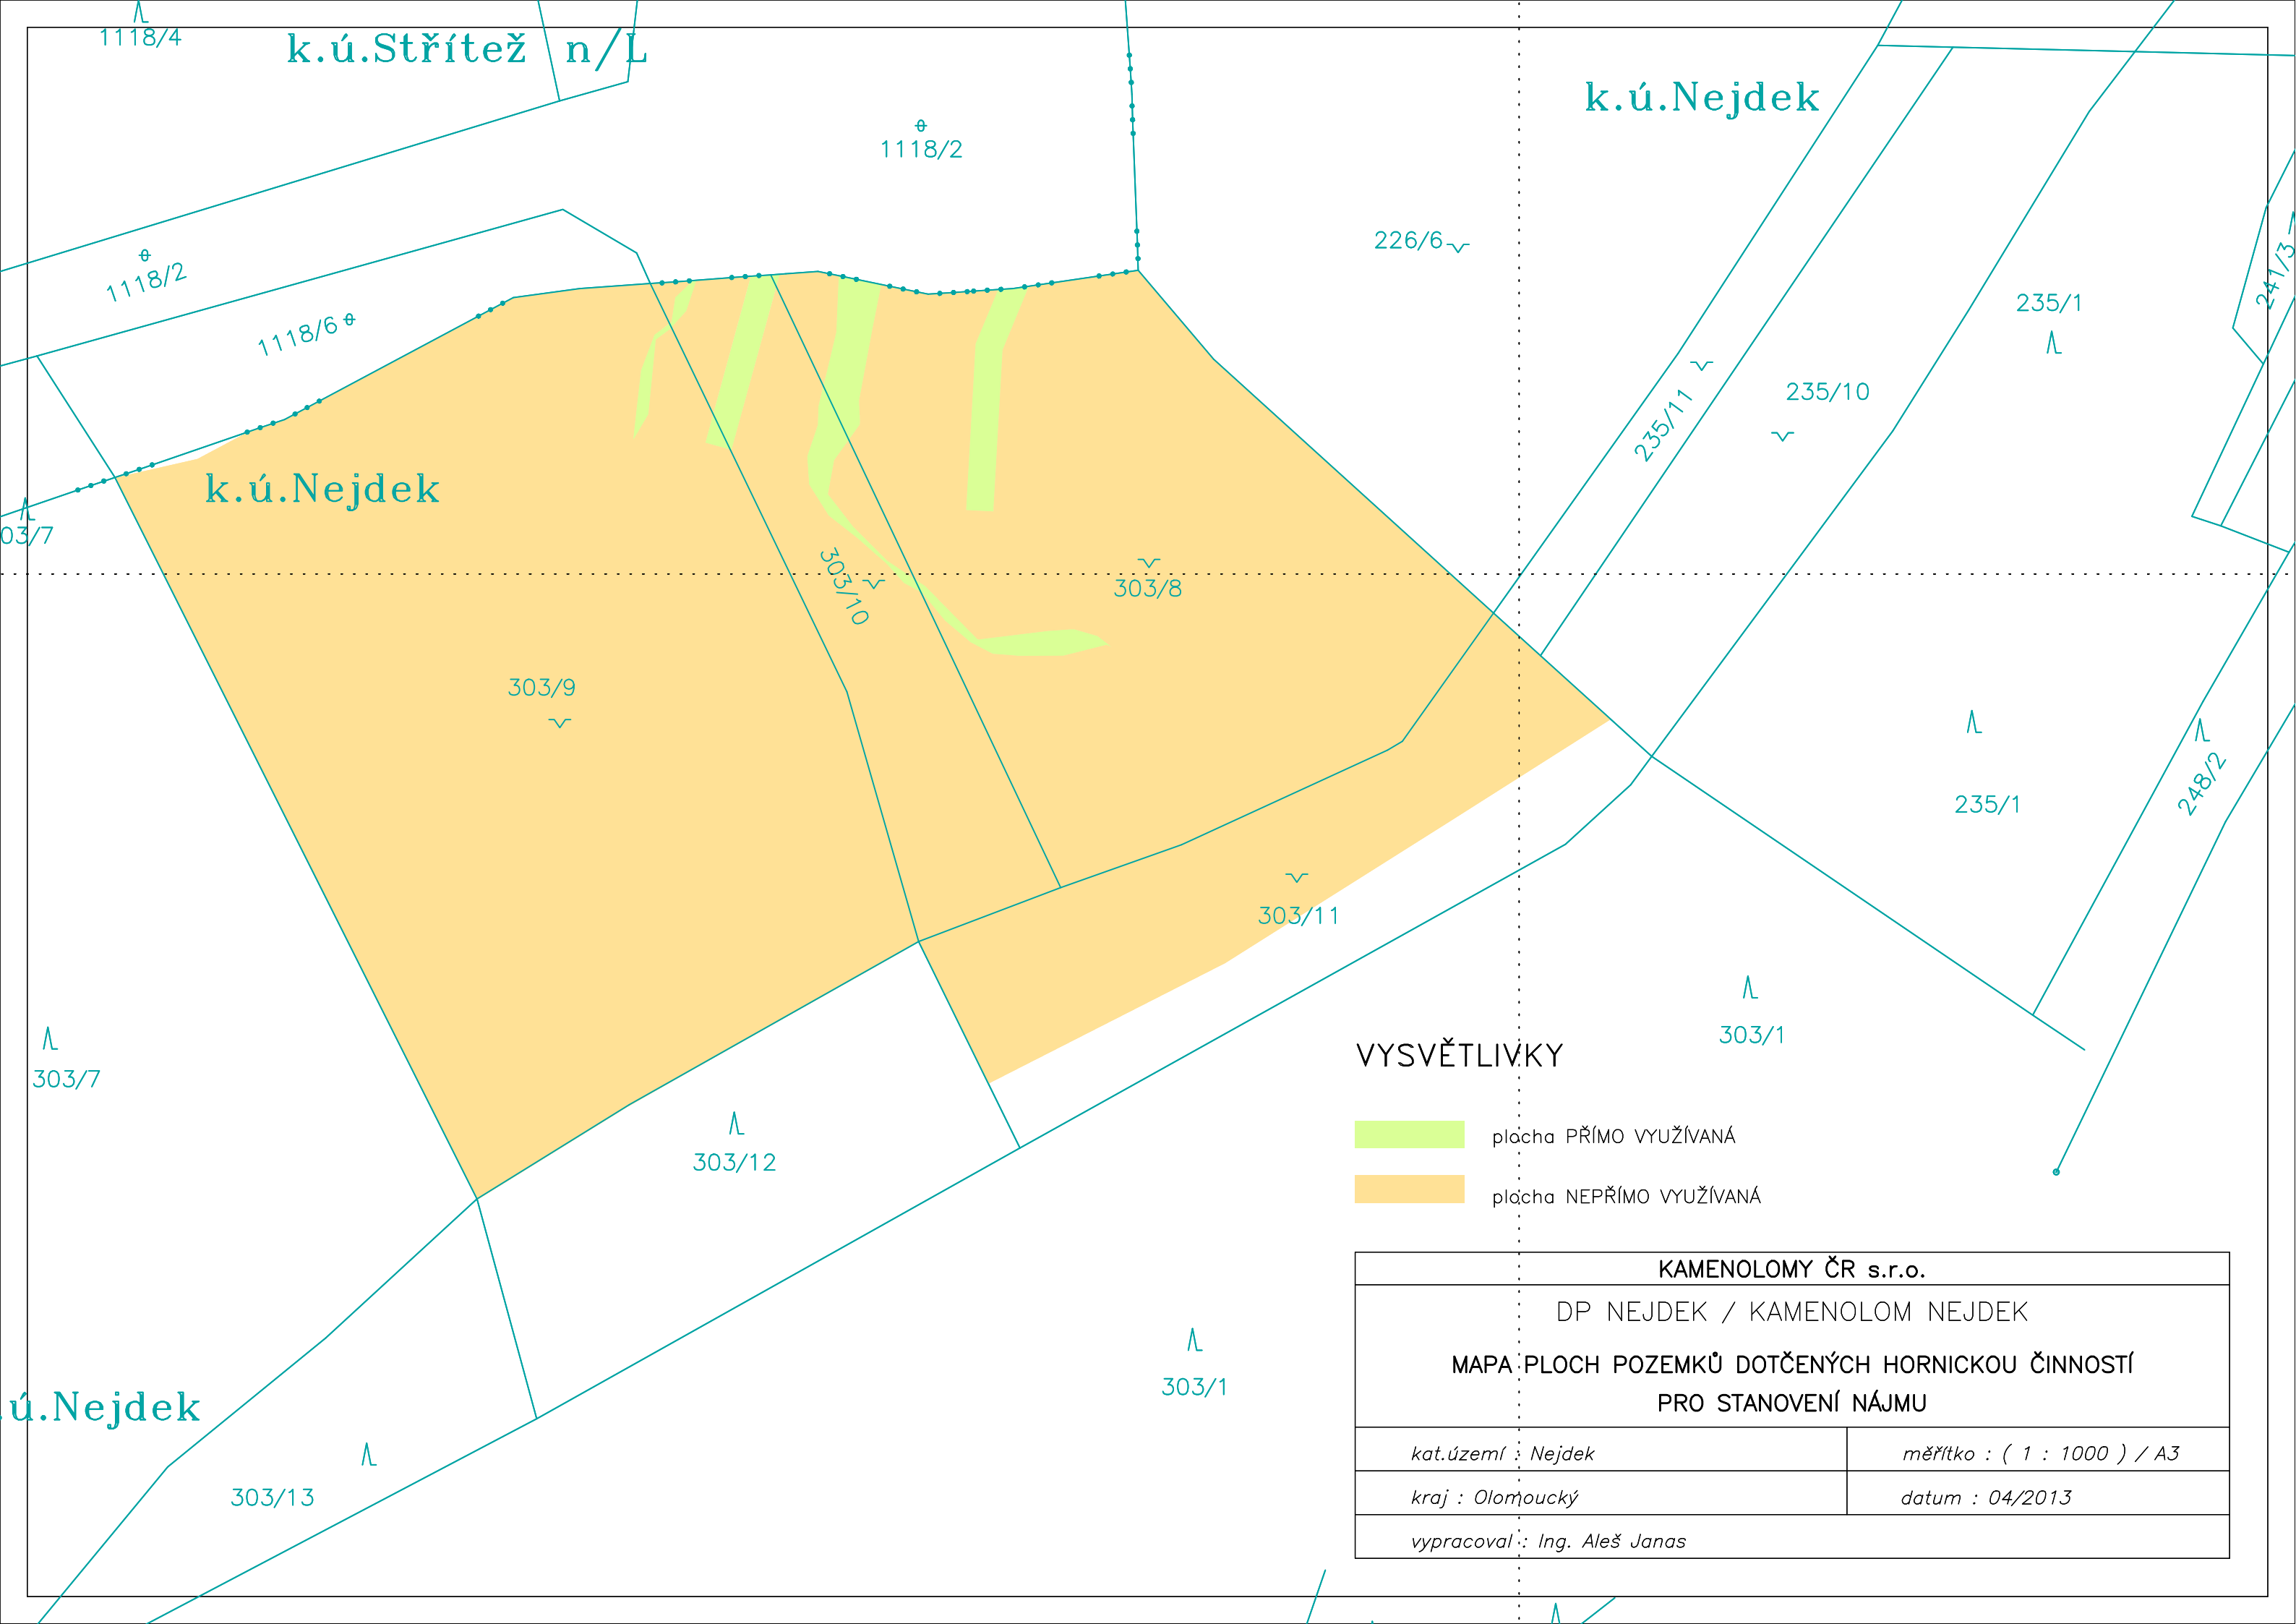 1118/4
k.ú.Střítež n/L
k.ú.Nejdek
1118/2
226/6
1118/2
241/3
235/1
1118/6
235/10
235/11
k.ú.Nejdek
03/7
303/10
303/8
303/9
248/2
235/1
303/11
303/1
303/7
303/12
VYSVĚTLIVKY
plocha PŘÍMO VYUŽÍVANÁ
plocha NEPŘÍMO VYUŽÍVANÁ
303/1
.ú.Nejdek
303/13
KAMENOLOMY ČR s.r.o.
DP NEJDEK / KAMENOLOM NEJDEK
MAPA PLOCH POZEMKŮ DOTČENÝCH HORNICKOU ČINNOSTÍ
PRO STANOVENÍ NÁJMU
kat.území : Nejdek
měřítko : ( 1 : 1000 ) / A3
kraj : Olomoucký
datum : 04/2013
vypracoval : Ing. Aleš Janas